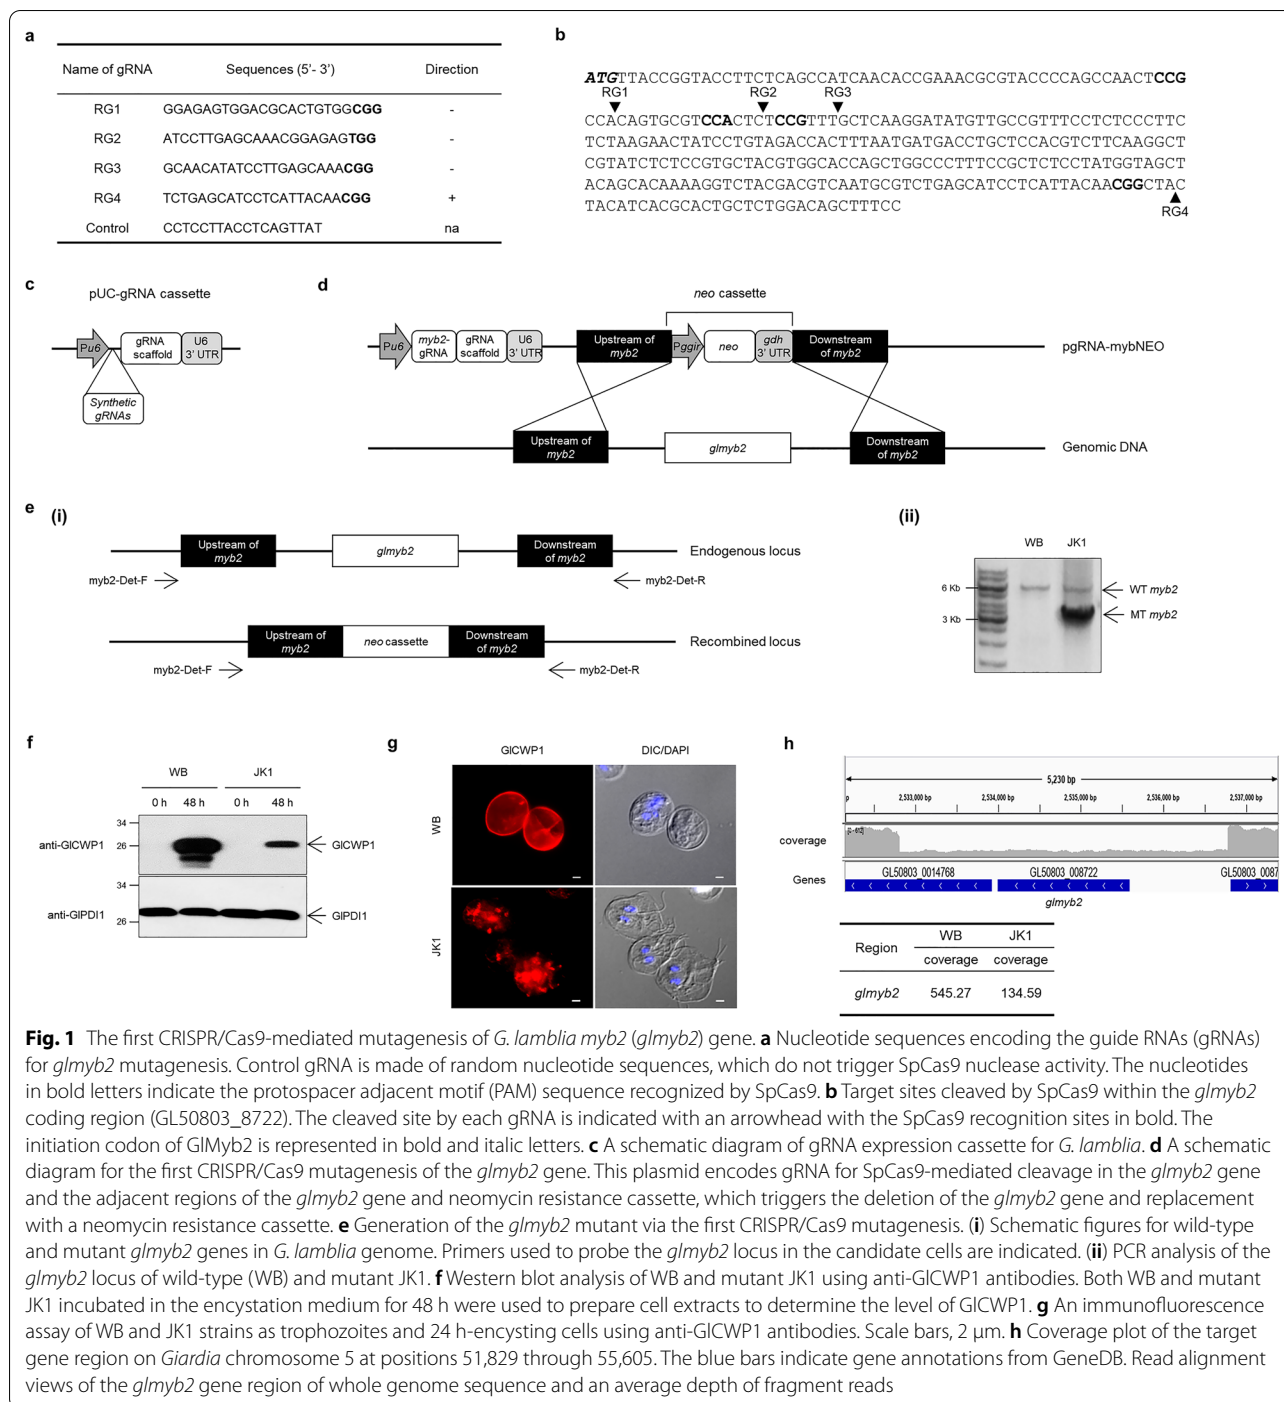 a
Name of gRNA Sequences (5'- 3') Direction
RG1 GGAGAGTGGACGCACTGTGGCGG -
RG2 ATCCTTGAGCAAACGGAGAGTGG -
RG3 GCAACATATCCTTGAGCAAACGG -
RG4 TCTGAGCATCCTCATTACAACGG +
Control CCTCCTTACCTCAGTTAT na
b
ATGTTACCGGTACCTTCTCAGCCATCAACACCGAAACGCGTACCCCAGCCAACTCCG
RG1 RG2 RG3
CCACAGTGCGTCCACTCTCCGTTTGCTCAAGGATATGTTGCCGTTTCCTCTCCCTTC
TCTAAGAACTATCCTGTAGACCACTTTAATGATGACCTGCTCCACGTCTTCAAGGCT
CGTATCTCTCCGTGCTACGTGGCACCAGCTGGCCCTTTCCGCTCTCCTATGGTAGCT
ACAGCACAAAAGGTCTACGACGTCAATGCGTCTGAGCATCCTCATTACAACGGCTAC
TACATCACGCACTGCTCTGGACAGCTTTCC
RG4
c
pUC-gRNA cassette
Pu6
gRNA scaffold
U6 3' UTR
Synthetic gRNAs
d
neo cassette
Pu6
myb2-gRNA
gRNA scaffold
U6 3' UTR
Upstream of myb2
Pggir
neo
gdh 3' UTR
Downstream of myb2
pgRNA-mybNEO
Upstream of myb2
glmyb2
Downstream of myb2
Genomic DNA
e
(i)
Upstream of myb2
glmyb2
Downstream of myb2
Endogenous locus
myb2-Det-F
myb2-Det-R
Upstream of myb2
neo cassette
Downstream of myb2
Recombined locus
myb2-Det-F
myb2-Det-R
(ii)
WB JK1
6 Kb
3 Kb
WT myb2
MT myb2
f
WB JK1
0 h 48 h 0 h 48 h
anti-GlCWP1
34
26
GlCWP1
anti-GlPDI1
34
26
GlPDI1
g
GlCWP1 DIC/DAPI
WB
JK1
h
5,230 bp
p 2,533,000 bp 2,534,000 bp 2,535,000 bp 2,536,000 bp 2,537,000 bp
coverage
Genes
GL50803_0014768 GL50803_008722 GL50803_0087
glmyb2
Region WB JK1
coverage coverage
glmyb2 545.27 134.59
Fig. 1 The first CRISPR/Cas9-mediated mutagenesis of G. lamblia myb2 (glmyb2) gene. a Nucleotide sequences encoding the guide RNAs (gRNAs)
for glmyb2 mutagenesis. Control gRNA is made of random nucleotide sequences, which do not trigger SpCas9 nuclease activity. The nucleotides
in bold letters indicate the protospacer adjacent motif (PAM) sequence recognized by SpCas9. b Target sites cleaved by SpCas9 within the glmyb2
coding region (GL50803_8722). The cleaved site by each gRNA is indicated with an arrowhead with the SpCas9 recognition sites in bold. The
initiation codon of GlMyb2 is represented in bold and italic letters. c A schematic diagram of gRNA expression cassette for G. lamblia. d A schematic
diagram for the first CRISPR/Cas9 mutagenesis of the glmyb2 gene. This plasmid encodes gRNA for SpCas9-mediated cleavage in the glmyb2 gene
and the adjacent regions of the glmyb2 gene and neomycin resistance cassette, which triggers the deletion of the glmyb2 gene and replacement
with a neomycin resistance cassette. e Generation of the glmyb2 mutant via the first CRISPR/Cas9 mutagenesis. (i) Schematic figures for wild-type
and mutant glmyb2 genes in G. lamblia genome. Primers used to probe the glmyb2 locus in the candidate cells are indicated. (ii) PCR analysis of the
glmyb2 locus of wild-type (WB) and mutant JK1. f Western blot analysis of WB and mutant JK1 using anti-GlCWP1 antibodies. Both WB and mutant
JK1 incubated in the encystation medium for 48 h were used to prepare cell extracts to determine the level of GlCWP1. g An immunofluorescence
assay of WB and JK1 strains as trophozoites and 24 h-encysting cells using anti-GlCWP1 antibodies. Scale bars, 2 µm. h Coverage plot of the target
gene region on Giardia chromosome 5 at positions 51,829 through 55,605. The blue bars indicate gene annotations from GeneDB. Read alignment
views of the glmyb2 gene region of whole genome sequence and an average depth of fragment reads